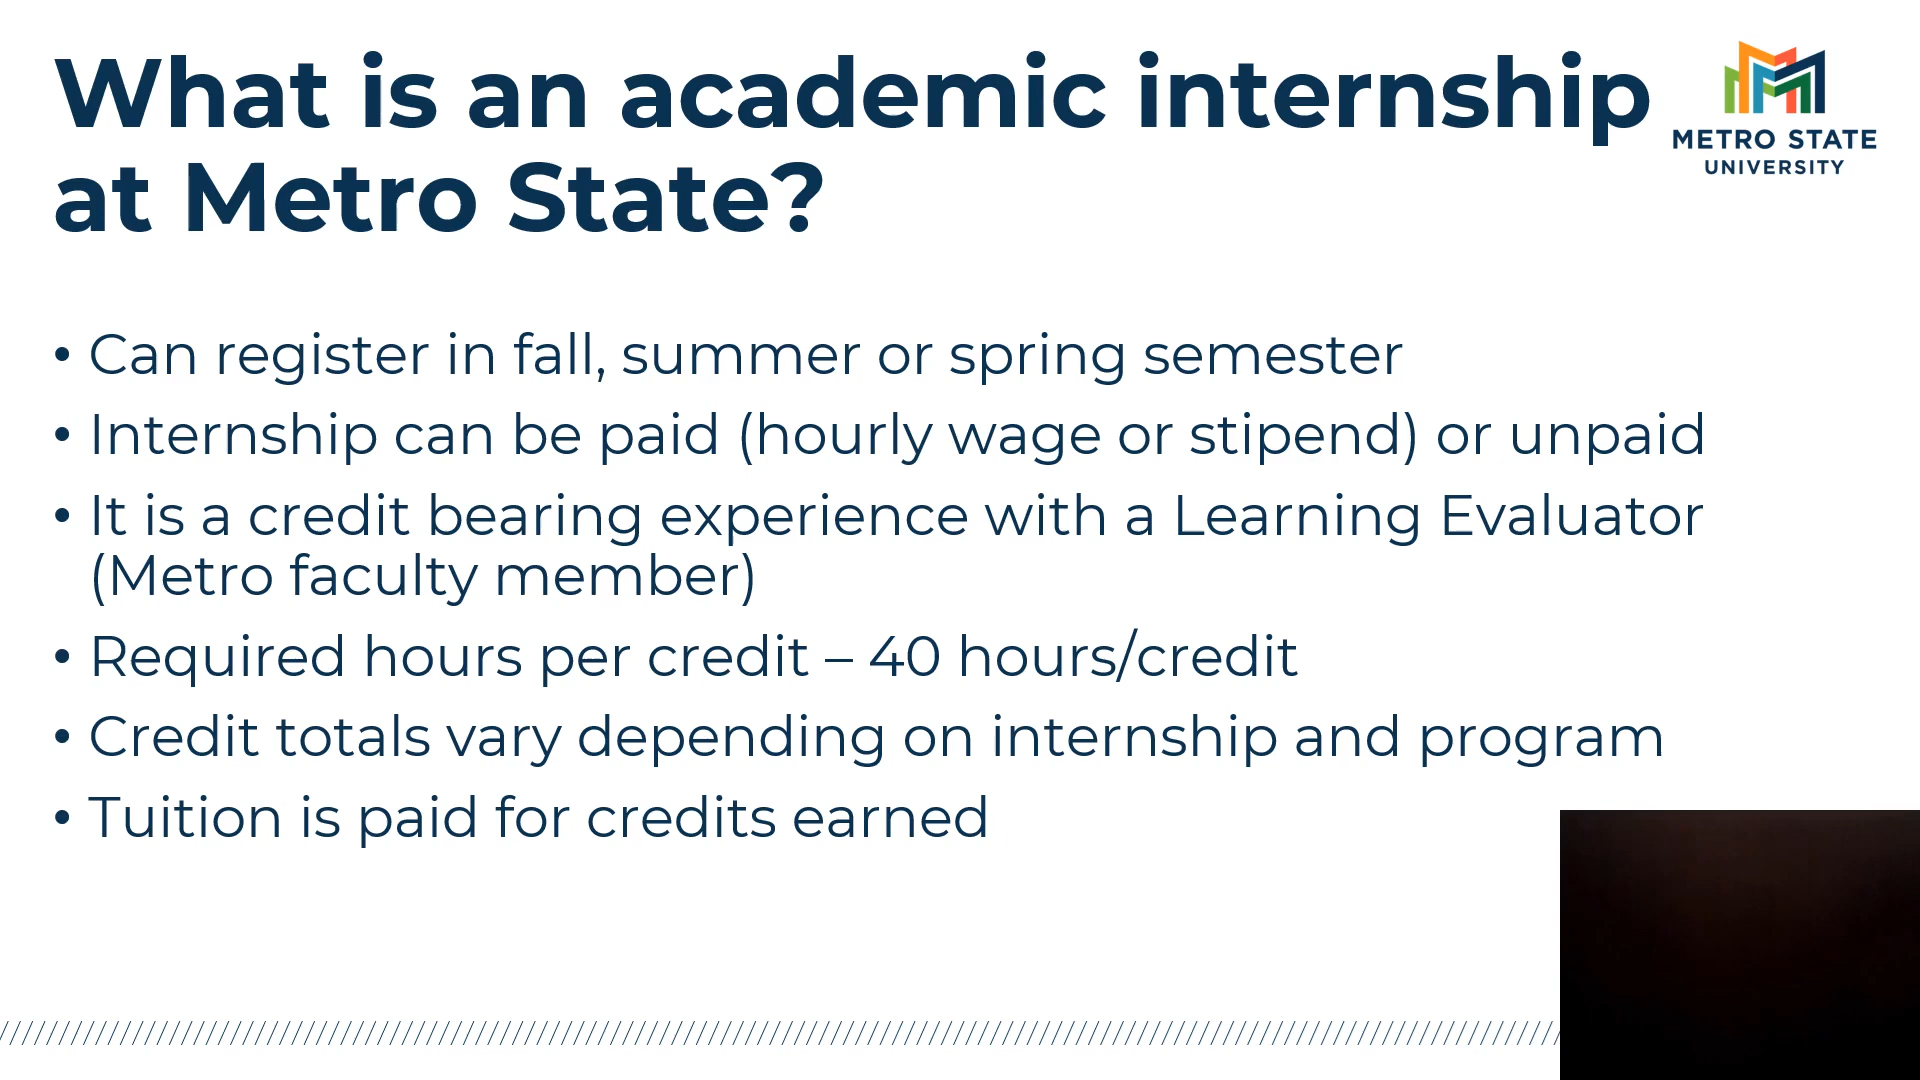 What is an academic internship
at Metro State?
METRO STATE
UNIVERSITY
• Can register in fall, summer or spring semester
• Internship can be paid (hourly wage or stipend) or unpaid
• It is a credit bearing experience with a Learning Evaluator
(Metro faculty member)
• Required hours per credit – 40 hours/credit
• Credit totals vary depending on internship and program
• Tuition is paid for credits earned